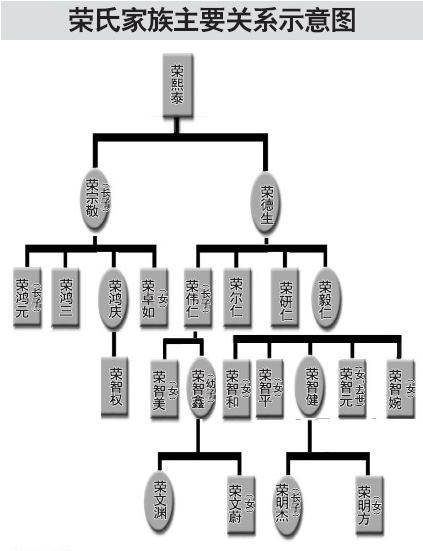 荣氏家族主要关系示意图
荣熙泰
荣宗敬(长子)
荣德生
荣鸿元(长子)
荣鸿三
荣鸿庆
荣卓如(女)
荣伟仁(长子)
荣尔仁
荣研仁
荣毅仁
荣智权
荣智美(女)
荣智鑫(幼子)
荣智和(女)
荣智平(女)
荣智健
荣智元(女,去世)
荣智婉(女)
荣文渊
荣文蔚(女)
荣明杰(长子)
荣明方(女)